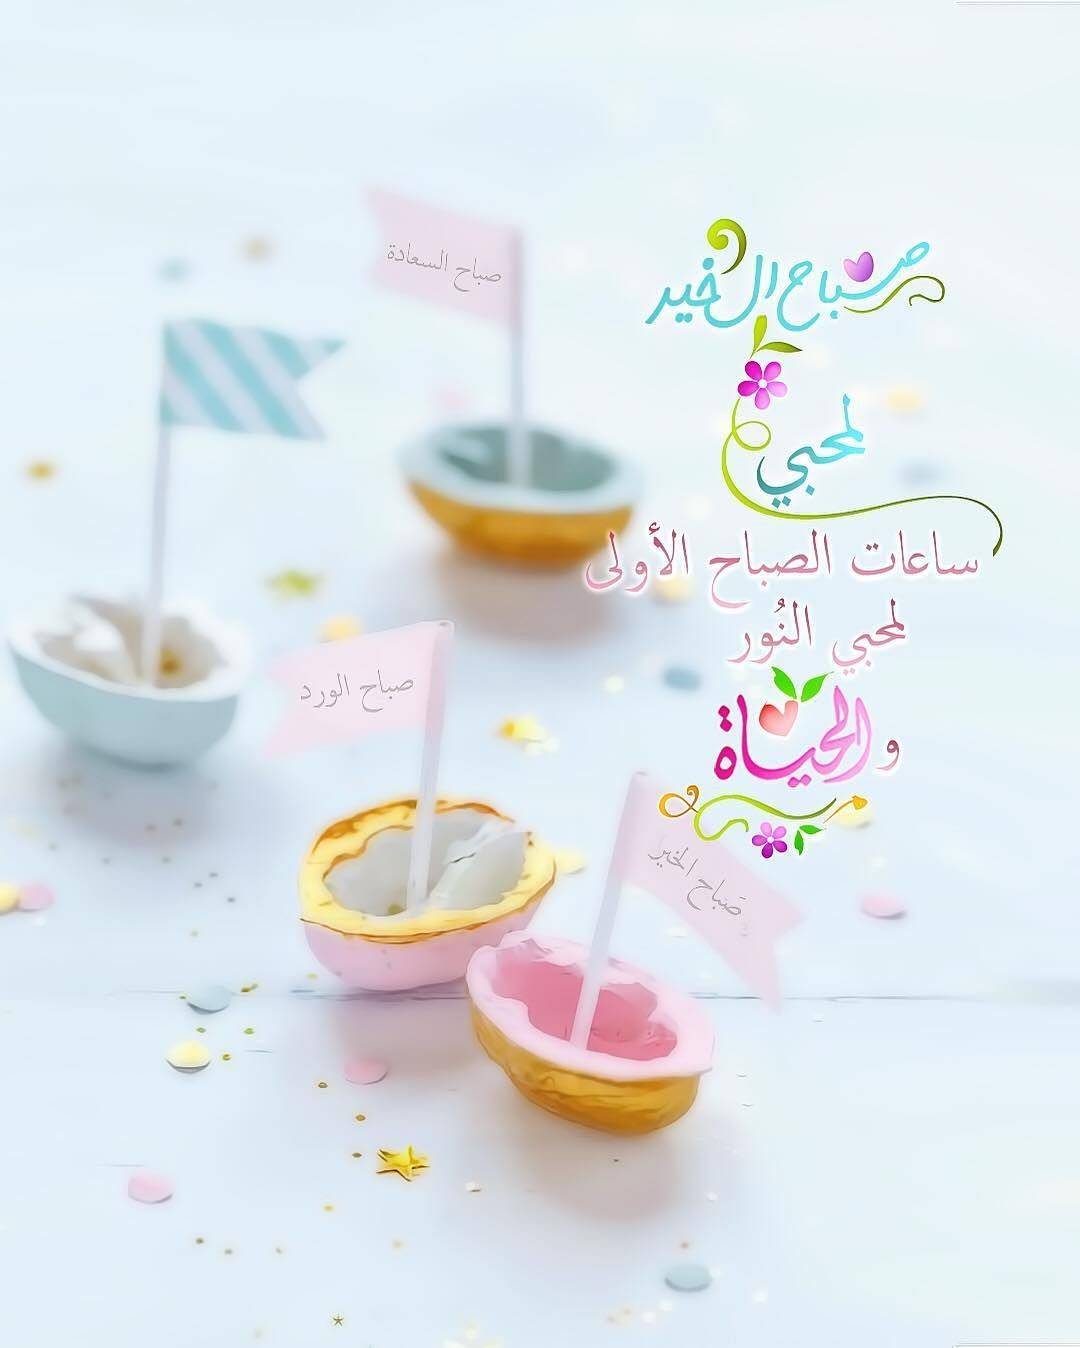 صباح السعادة
صباح الخير
لمحبي
ساعات الصباح الأولى
لمحبي النُور
والحياة
صباح الورد
صباح الخير